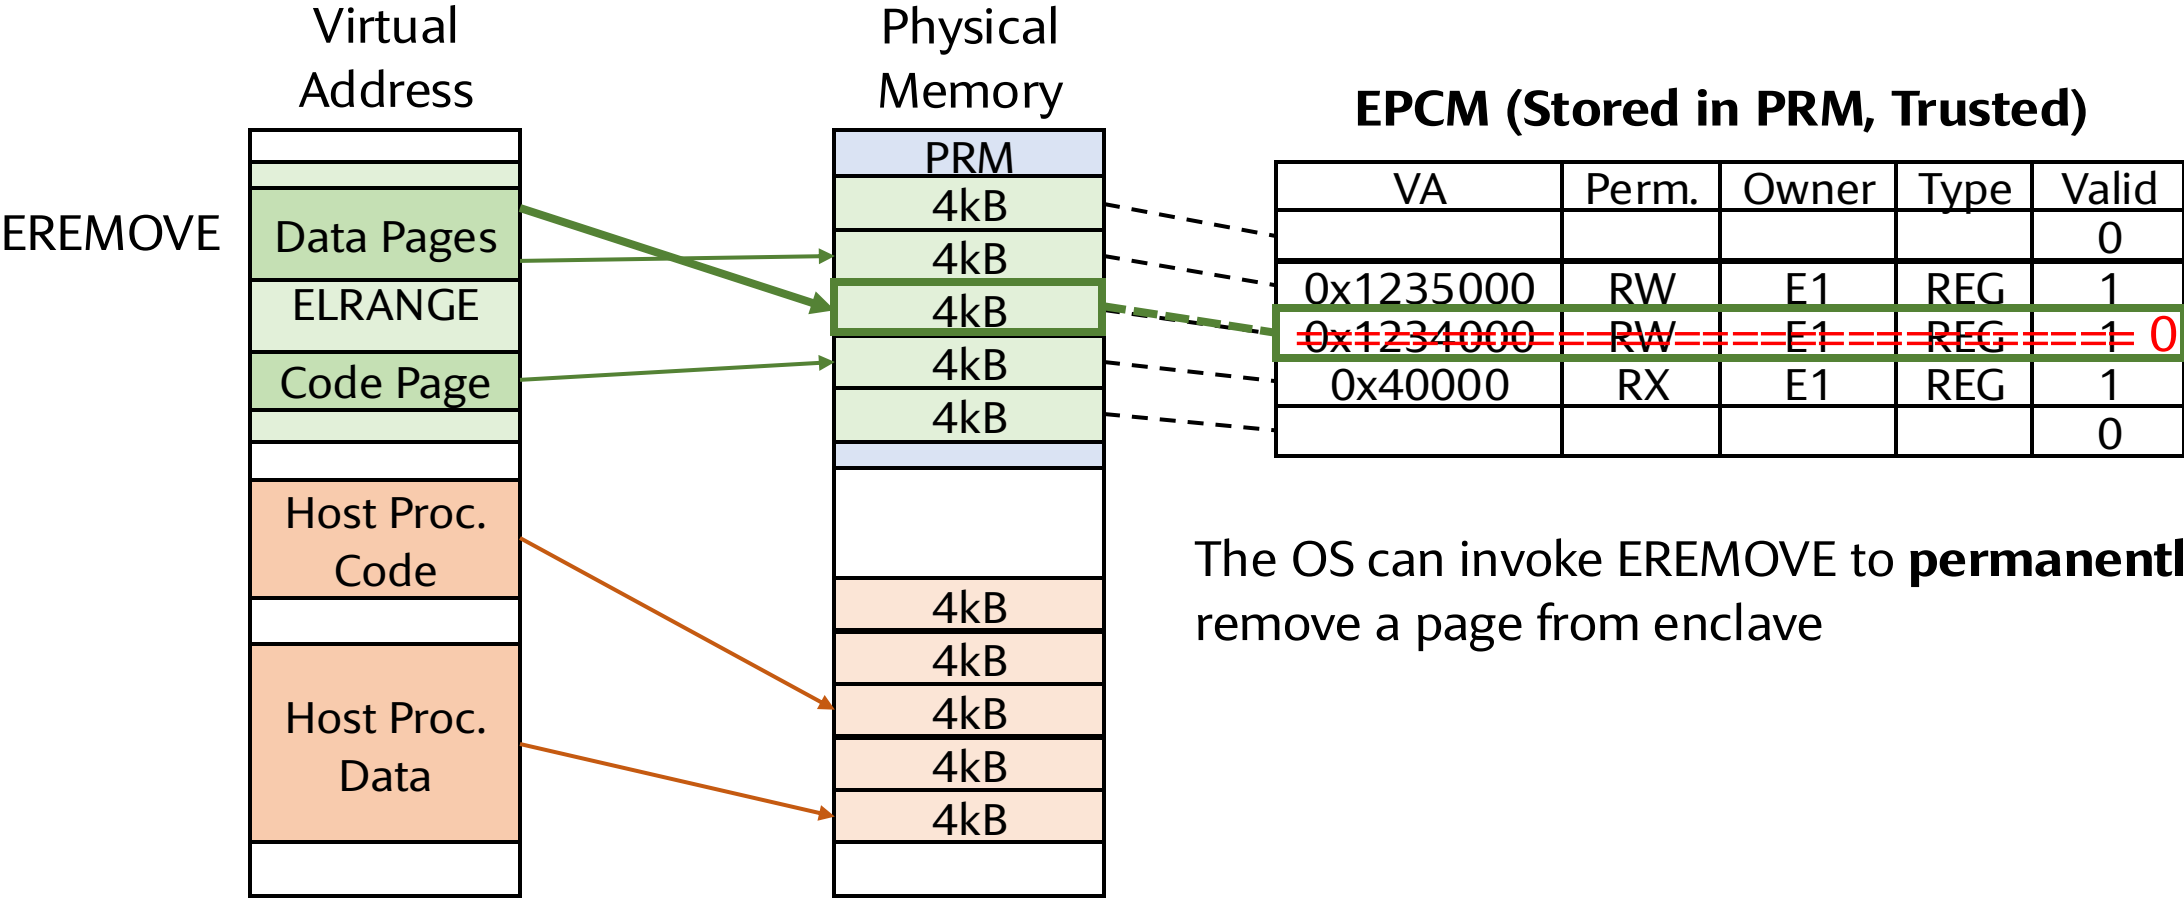 Virtual
Address
Physical
Memory
EPCM (Stored in PRM, Trusted)
EREMOVE
Data Pages
ELRANGE
Code Page
Host Proc.
Code
Host Proc.
Data
PRM
4kB
4kB
4kB
4kB
4kB
4kB
4kB
4kB
4kB
4kB
VA Perm. Owner Type Valid
0
0x1235000 RW E1 REG 1
0x1234000 RW E1 REG 1 0
0x40000 RX E1 REG 1
0
The OS can invoke EREMOVE to permanentl
remove a page from enclave